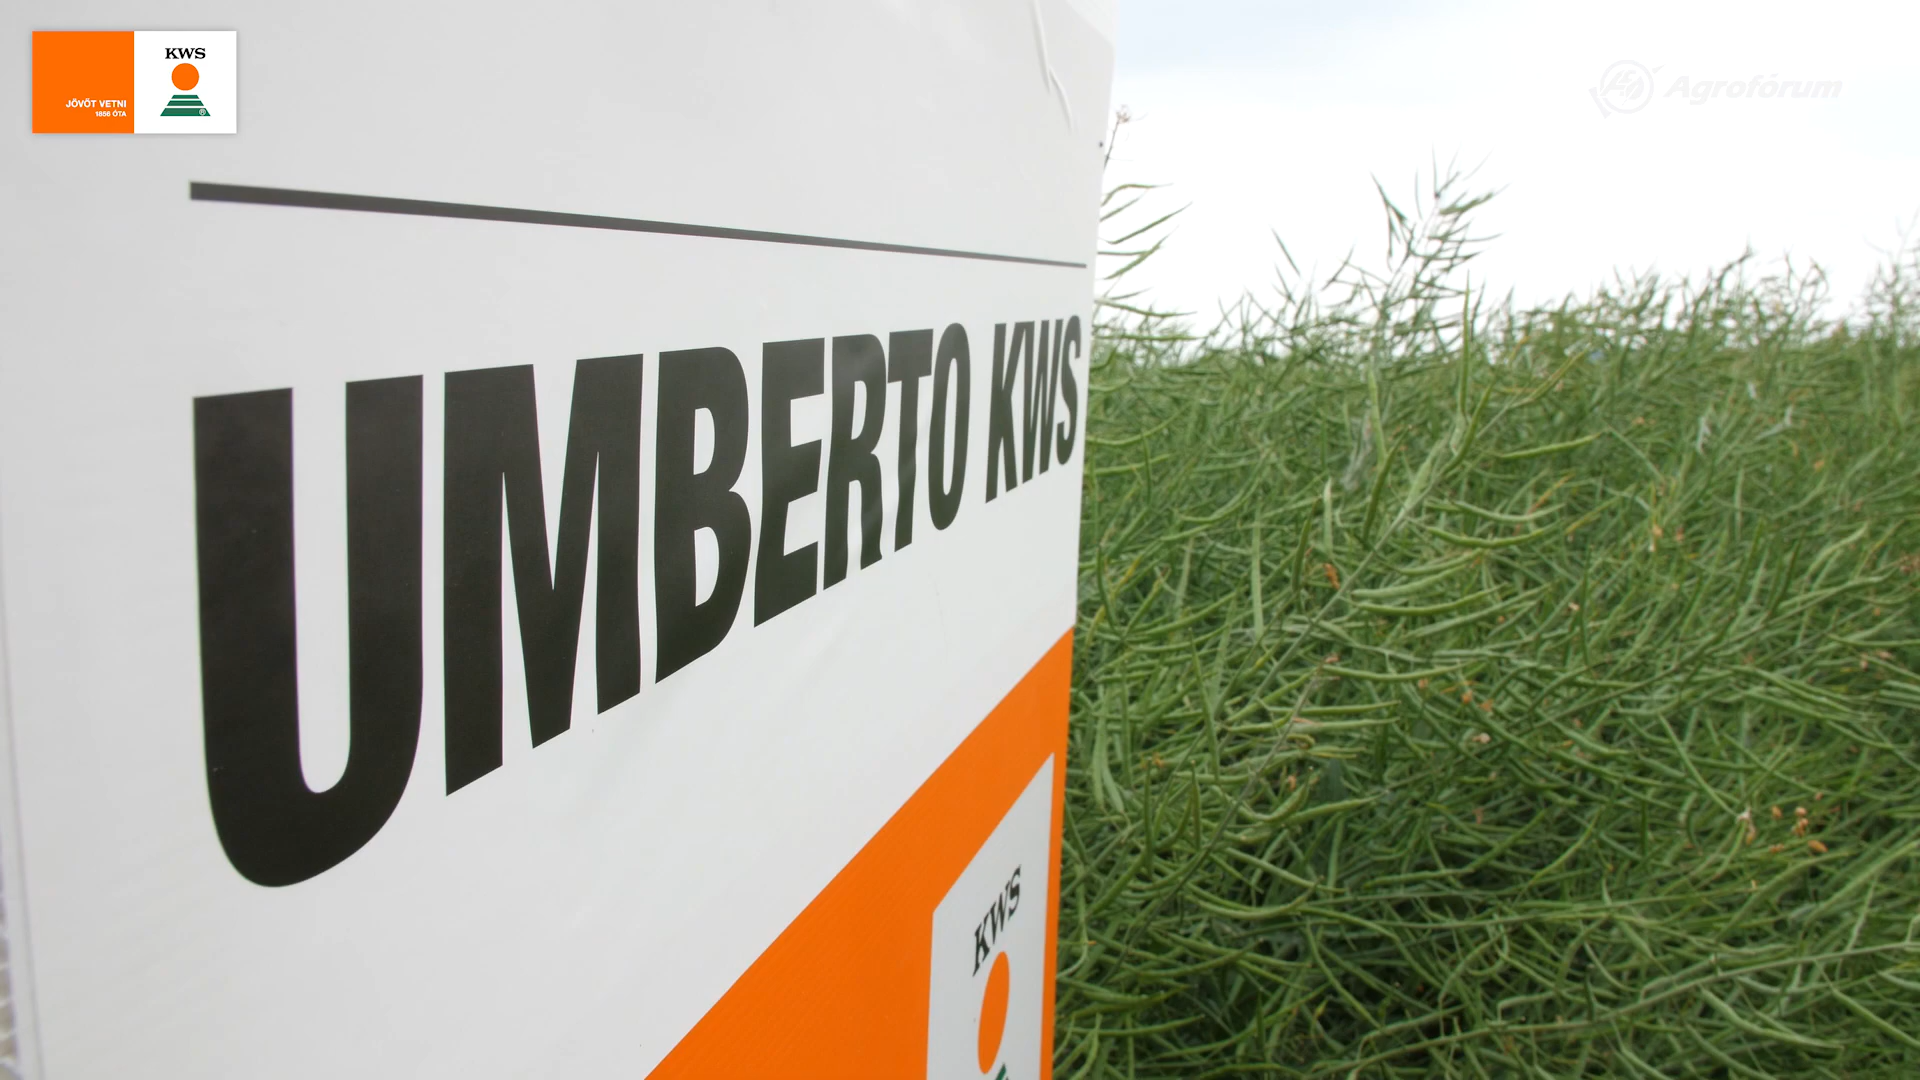 KWS
JÖVŐT VETNI
1856 ÓTA
Agrofórum
UMBERTO KWS
KWS